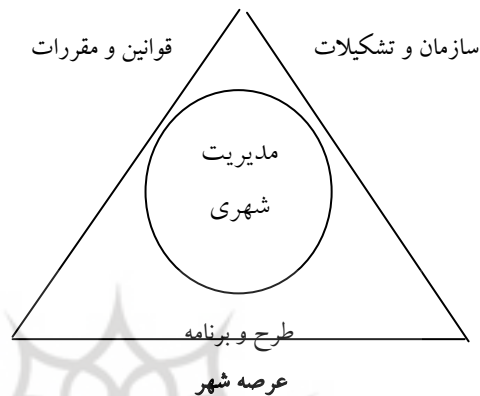 سازمان و تشکیلات
قوانین و مقررات
مدیریت
شهری
طرح و برنامه
عرصه شهر